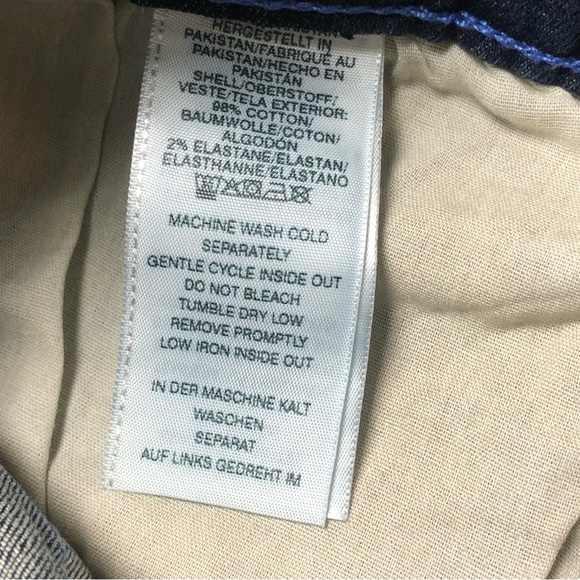 HERGESTELLT IN
PAKISTAN/FABRIQUE AU
PAKISTAN/HECHO EN
PAKISTÁN
SHELL/OBERSTOFF/
VESTE/TELA EXTERIOR:
98% COTTON/
BAUMWOLLE/COTON/
ALGODÓN
2% ELASTANE/ELASTAN/
ELASTHANNE/ELASTANO
MACHINE WASH COLD
SEPARATELY
GENTLE CYCLE INSIDE OUT
DO NOT BLEACH
TUMBLE DRY LOW
REMOVE PROMPTLY
LOW IRON INSIDE OUT
IN DER MASCHINE KALT
WASCHEN
SEPARAT
AUF LINKS GEDREHT IM